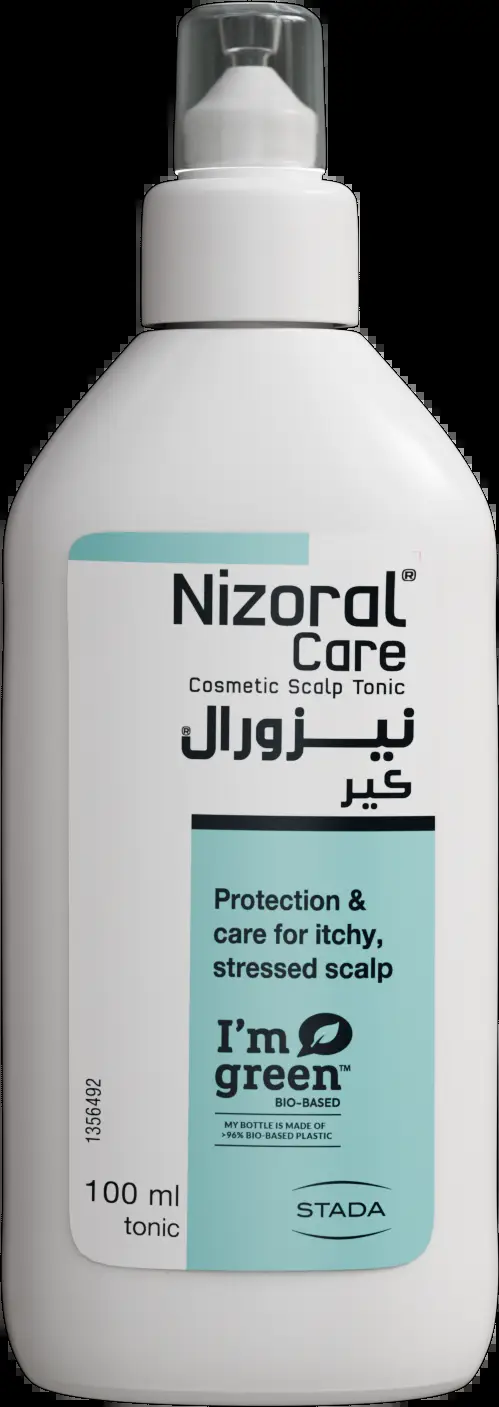 Nizoral®
Care
Cosmetic Scalp Tonic
نيزورال®
كير
Protection &
care for itchy,
stressed scalp
I'm
green™
BIO-BASED
MY BOTTLE IS MADE OF
>96% BIO-BASED PLASTIC
1356492
100 ml
tonic
STADA